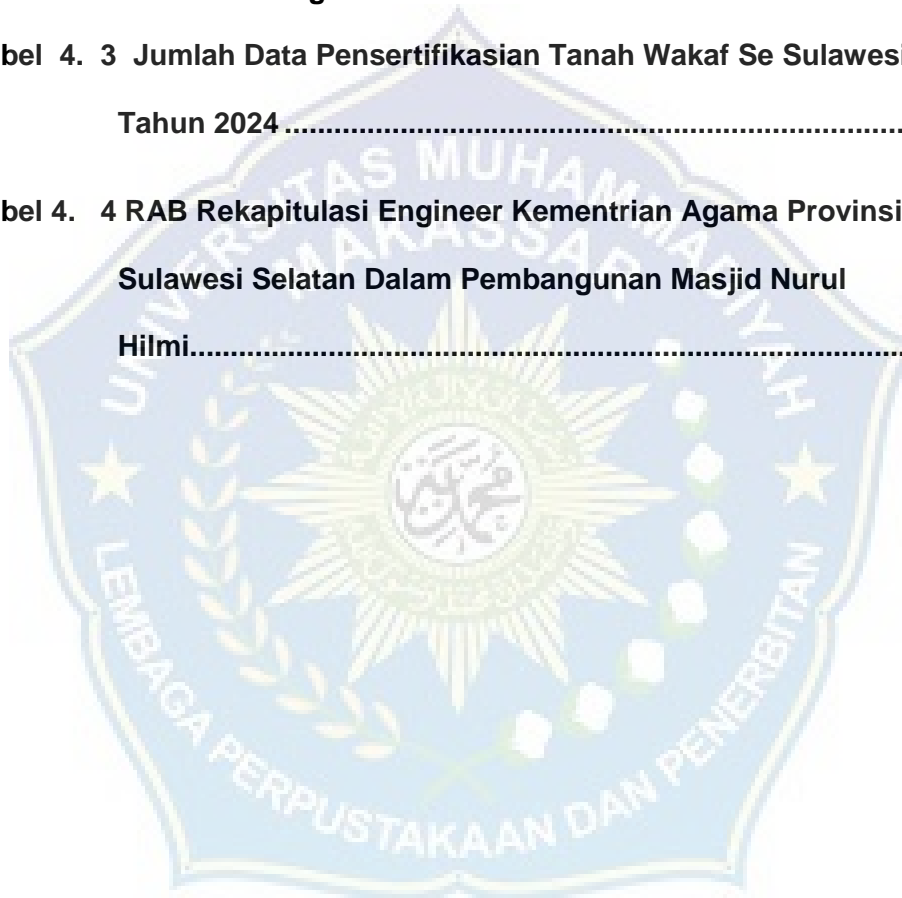 bel 4. 3 Jumlah Data Pensertifikasian Tanah Wakaf Se Sulawesi
Tahun 2024 ........................................................................
bel 4. 4 RAB Rekapitulasi Engineer Kementrian Agama Provinsi
Sulawesi Selatan Dalam Pembangunan Masjid Nurul
Hilmi....................................................................................
UNIVERSITAS MUHAMMADIYAH
MAKASSAR
LEMBAGA PERPUSTAKAAN DAN PENERBITAN